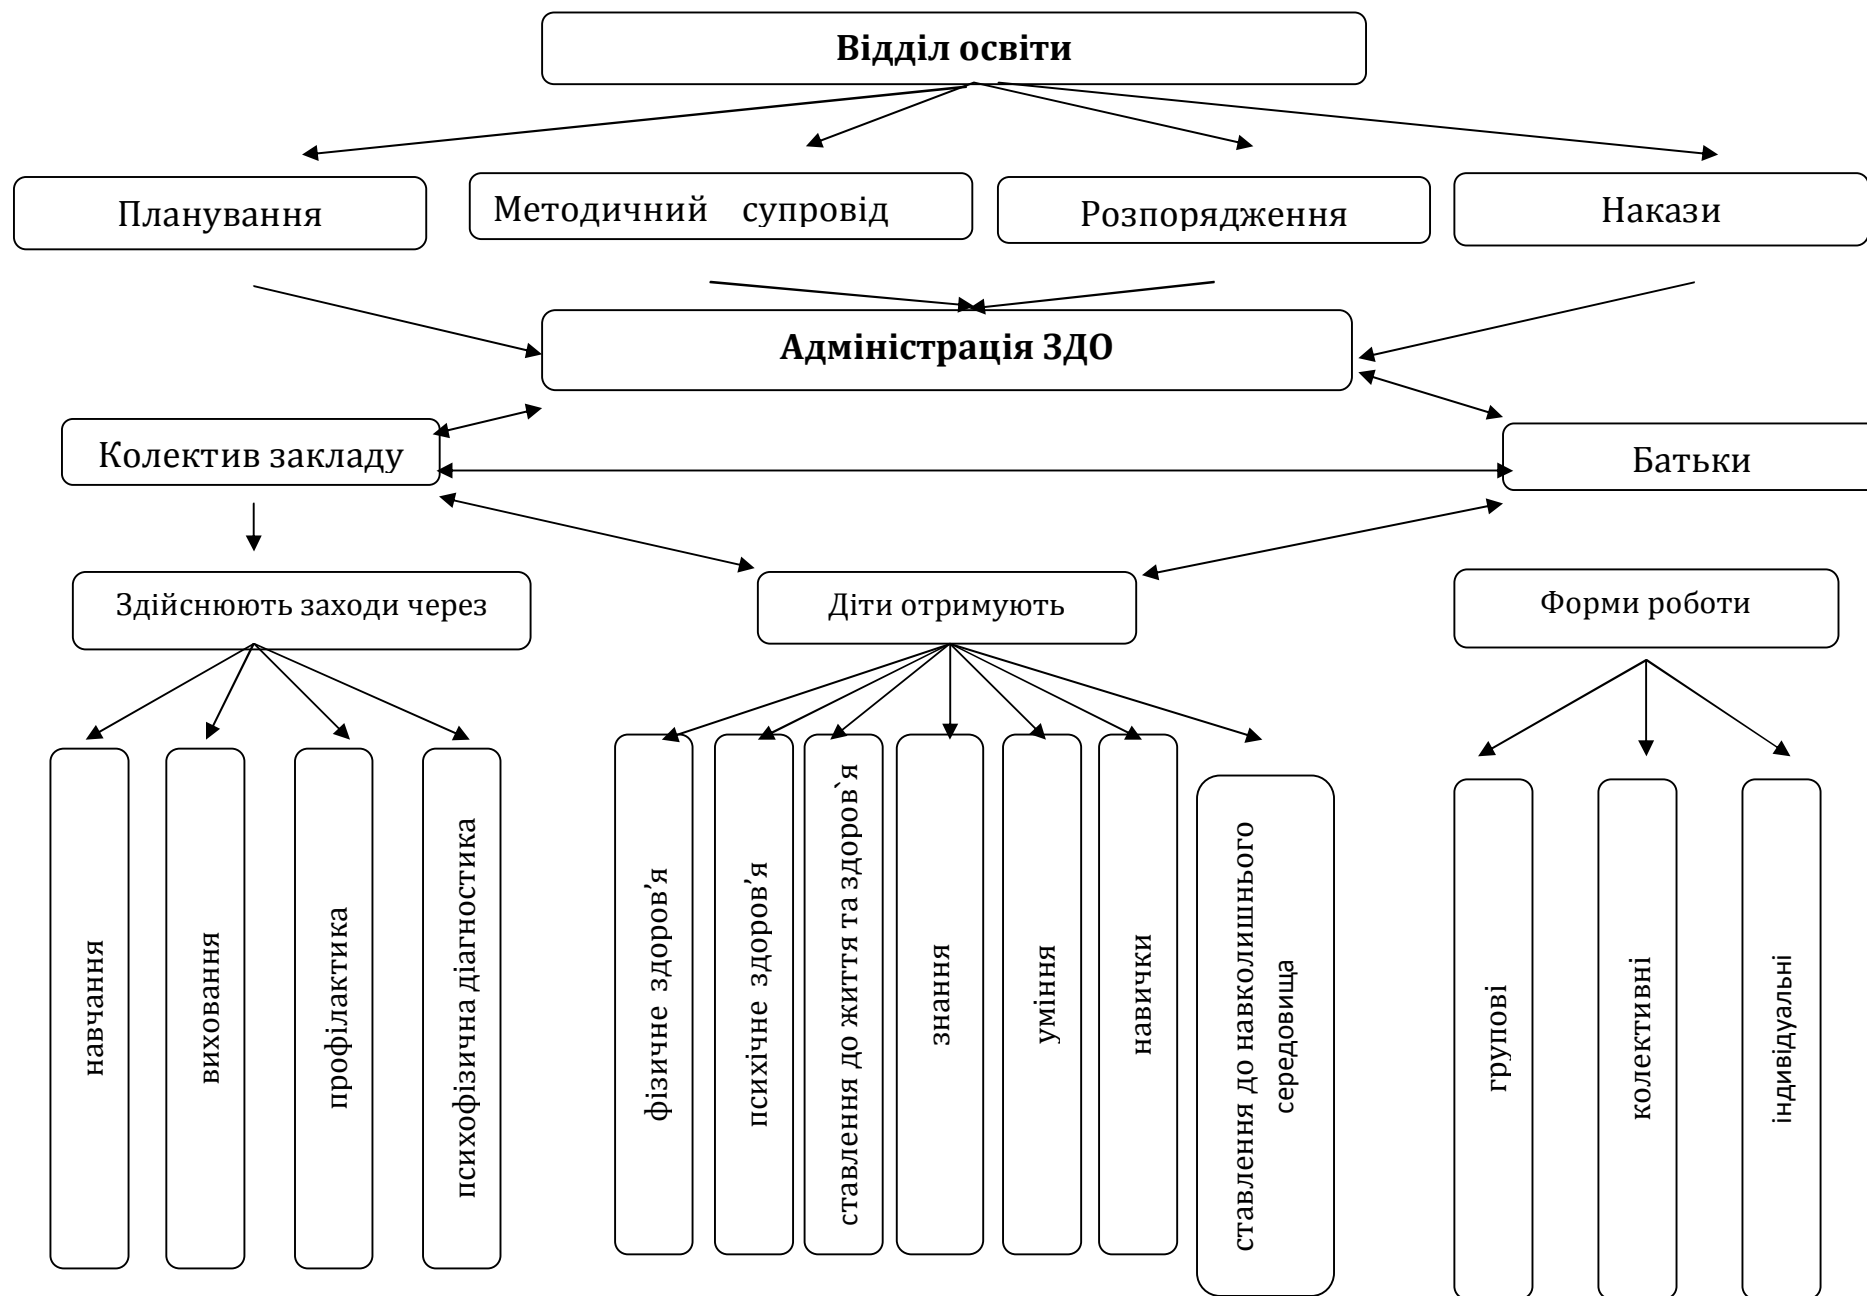 Відділ освіти
Планування
Методичний супровід
Розпорядження
Накази
Адміністрація ЗДО
Колектив закладу
Батьки
Здійснюють заходи через
Діти отримують
Форми роботи
навчання
виховання
профілактика
психофізична діагностика
фізичне здоров’я
психічне здоров’я
ставлення до життя та здоров`я
знання
уміння
навички
ставлення до навколишнього
середовища
групові
колективні
індивідуальні